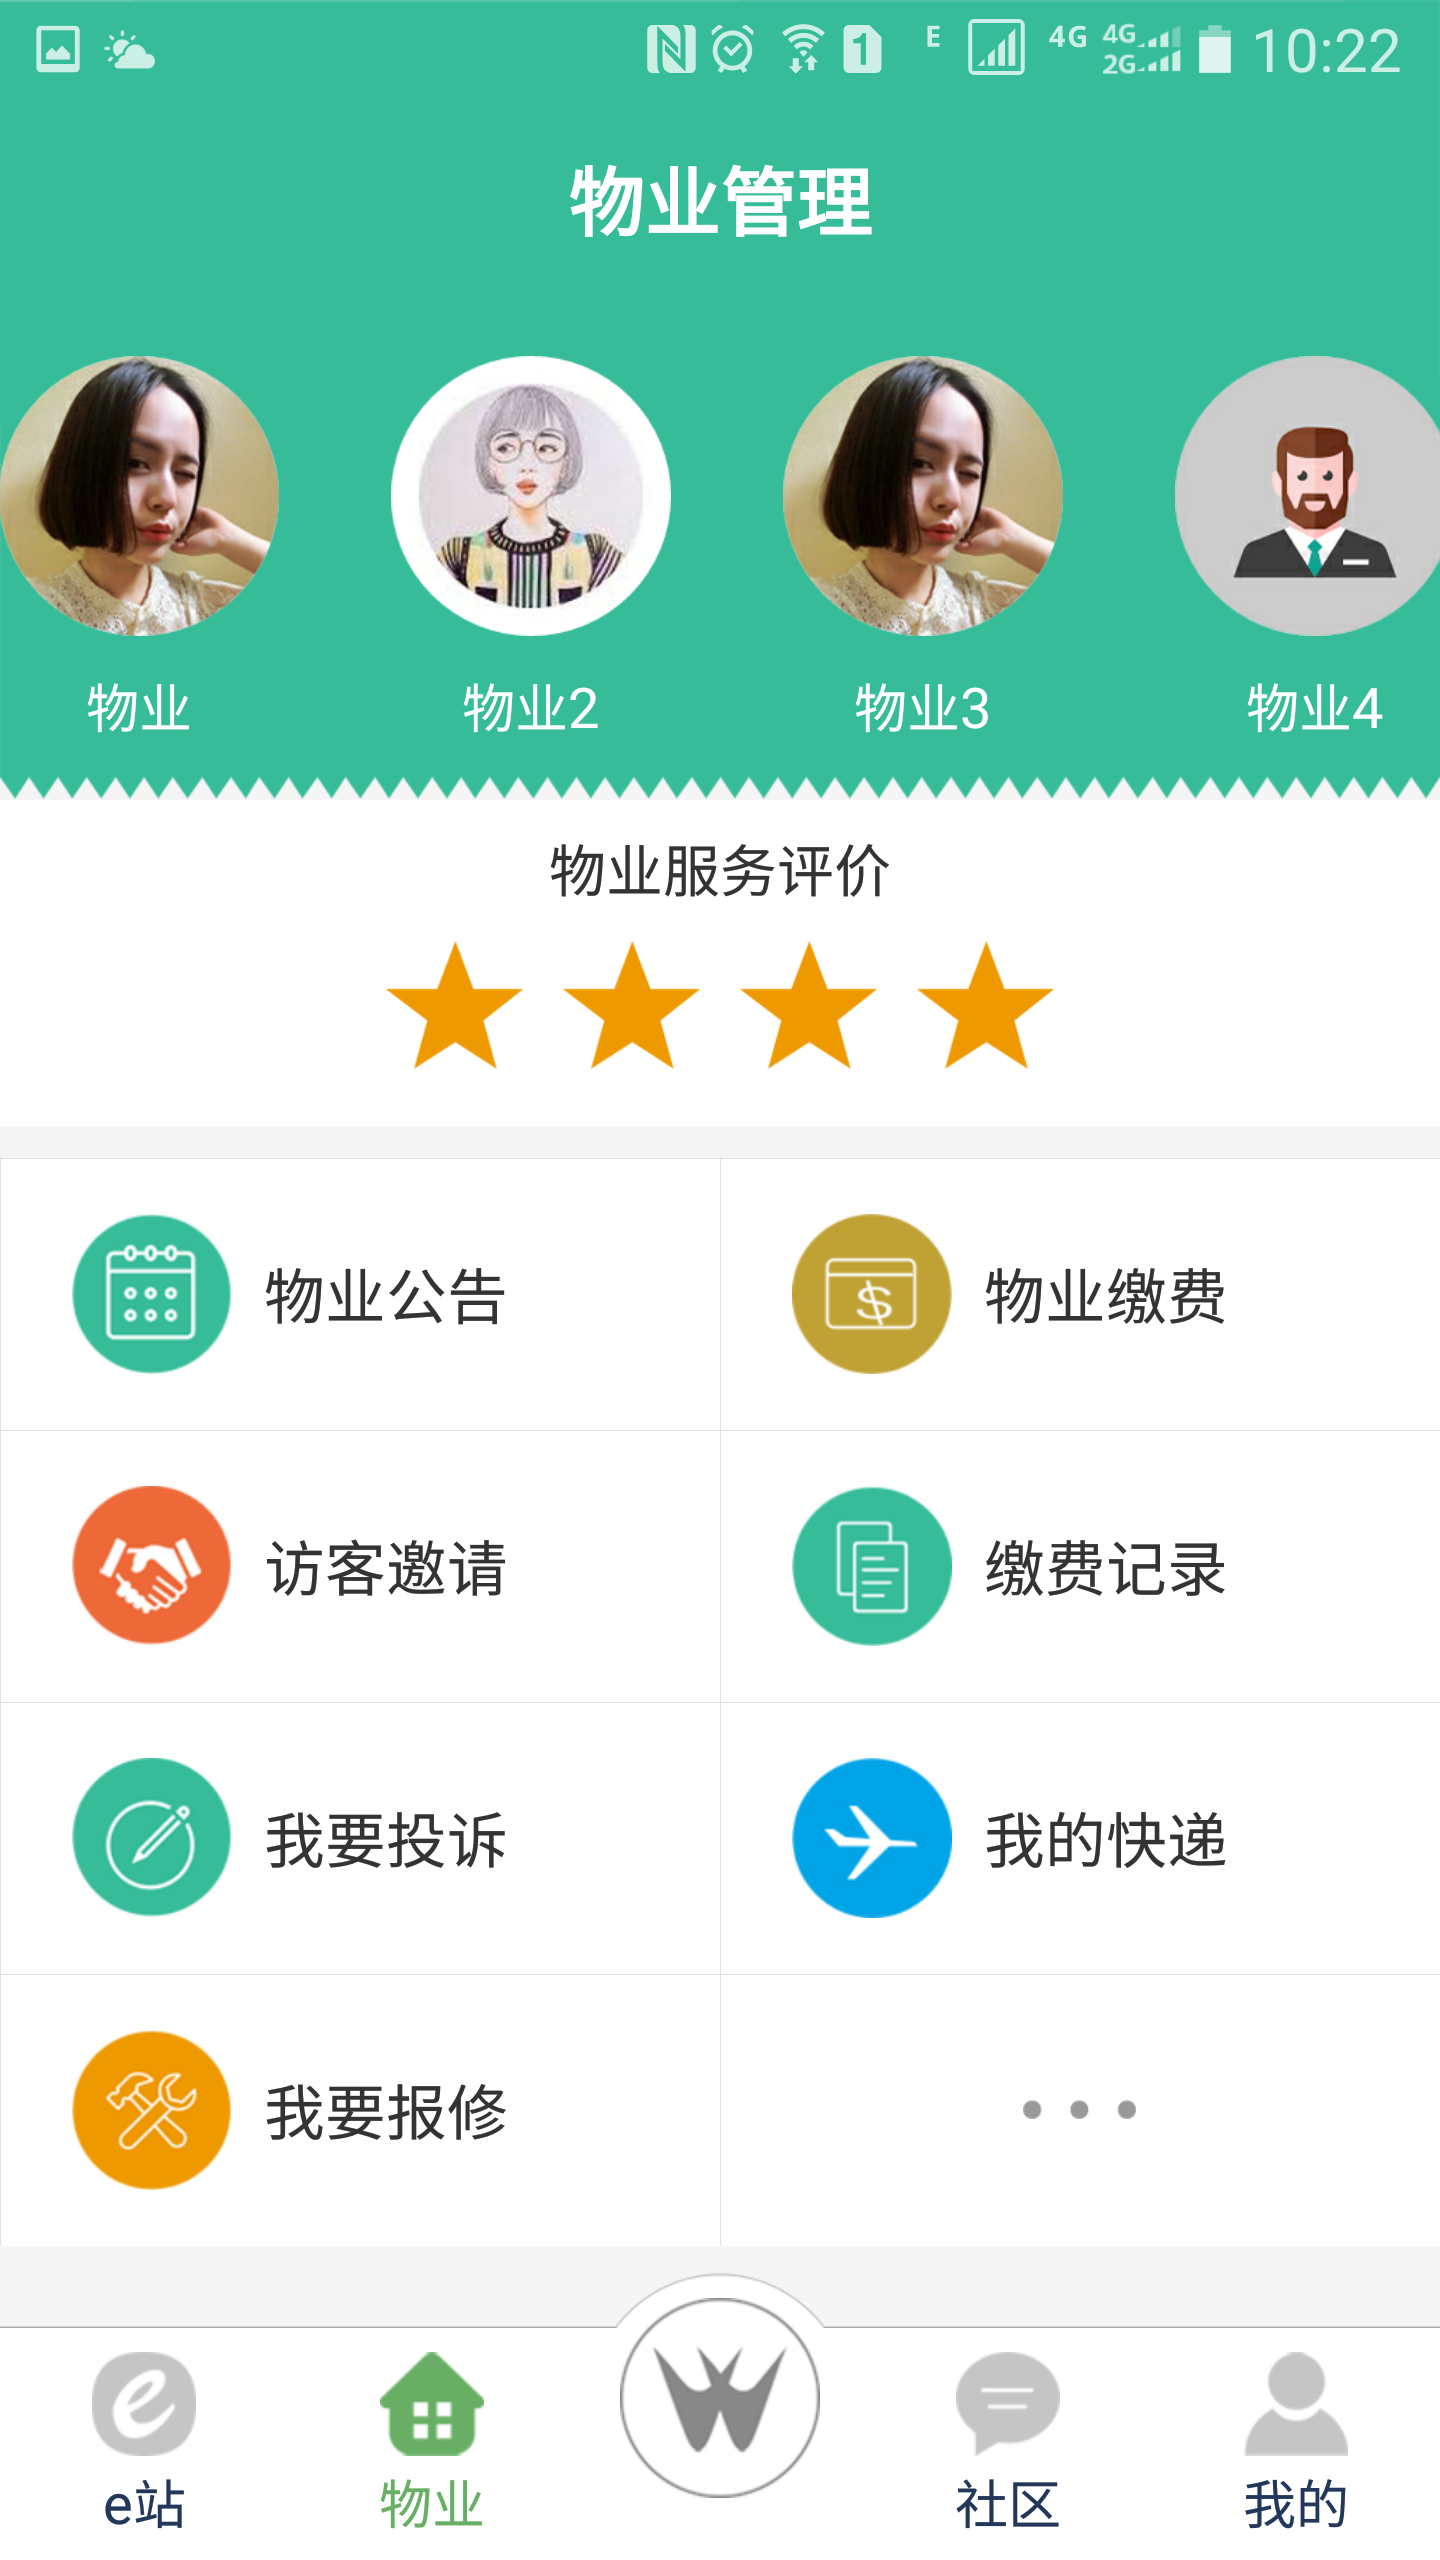 1 E 4G 4G 2G 10:22
物业管理
物业 物业2 物业3 物业4
物业服务评价
物业公告 物业缴费
访客邀请 缴费记录
我要投诉 我的快递
我要报修
e站 物业 社区 我的